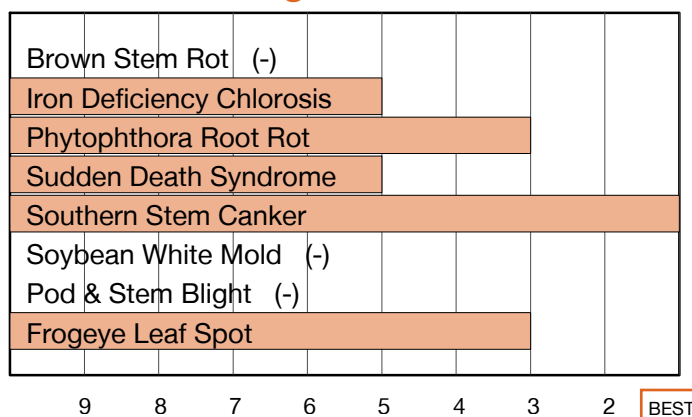 Brown Stem Rot (-)
Iron Deficiency Chlorosis
Phytophthora Root Rot
Sudden Death Syndrome
Southern Stem Canker
Soybean White Mold (-)
Pod & Stem Blight (-)
Frogeye Leaf Spot
9 8 7 6 5 4 3 2 BEST